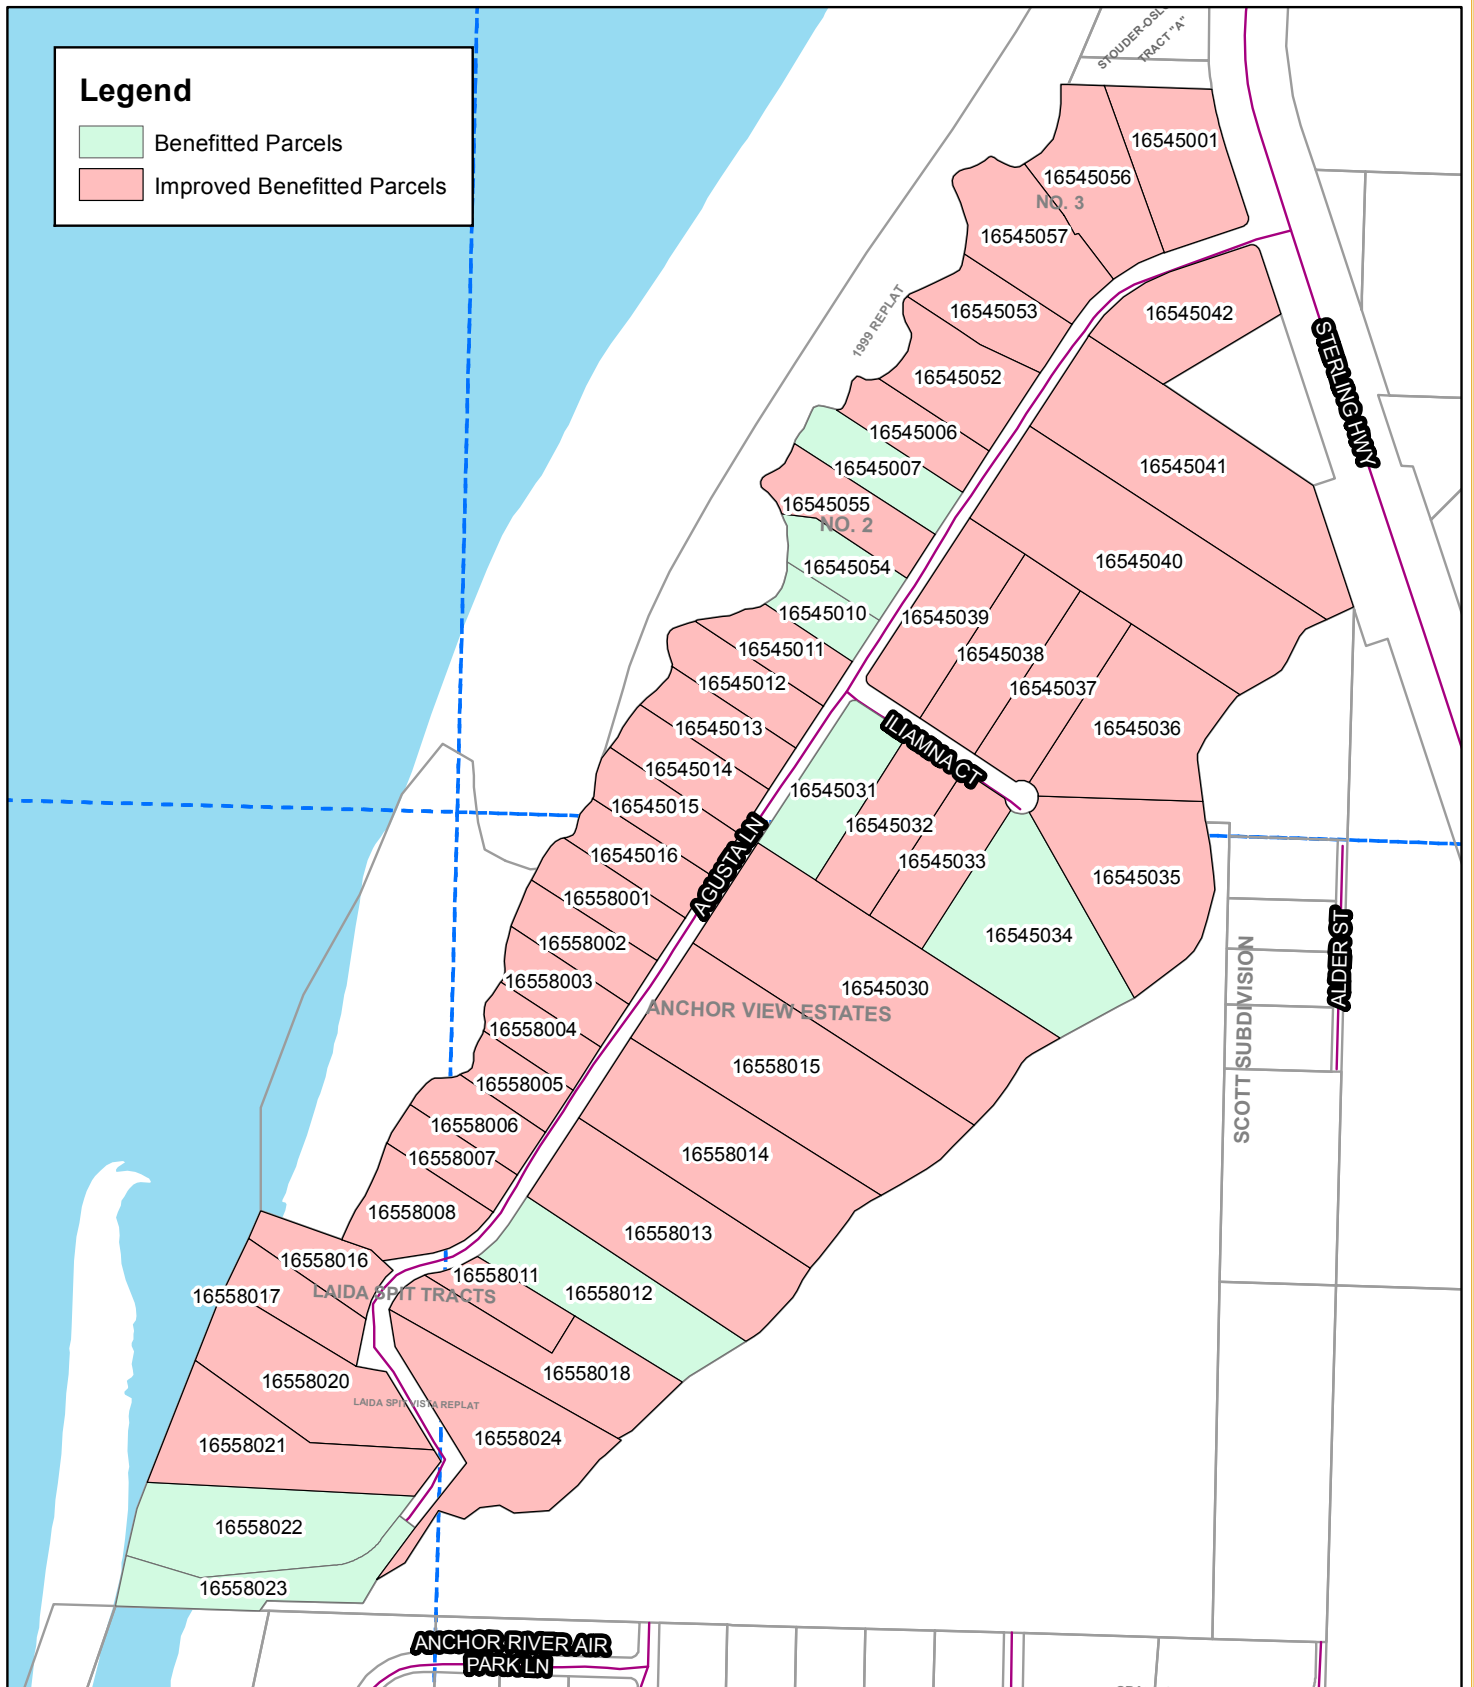 STOUDER-OSL
TRACT "A"
Legend
Benefitted Parcels
Improved Benefitted Parcels
16545001
16545056
NO. 3
16545057
16545053
16545042
1999 REPLAT
STERLING HWY
16545052
16545006
16545007
16545041
16545055
NO. 2
16545054
16545040
16545010
16545039
16545011
16545038
16545012
16545037
16545013
16545036
ILIAMNA CT
16545014
16545031
16545015
16545032
AGUSTA LN
16545016
16545033
16545035
16558001
16545034
16558002
ALDER ST
16558003
16545030
ANCHOR VIEW ESTATES
16558004
SCOTT SUBDIVISION
16558015
16558005
16558006
16558014
16558007
16558008
16558013
16558016
16558011
16558017
LAIDA SPIT TRACTS
16558012
16558018
16558020
LAIDA SPIT VISTA REPLAT
16558024
16558021
16558022
16558023
ANCHOR RIVER AIR
PARK LN